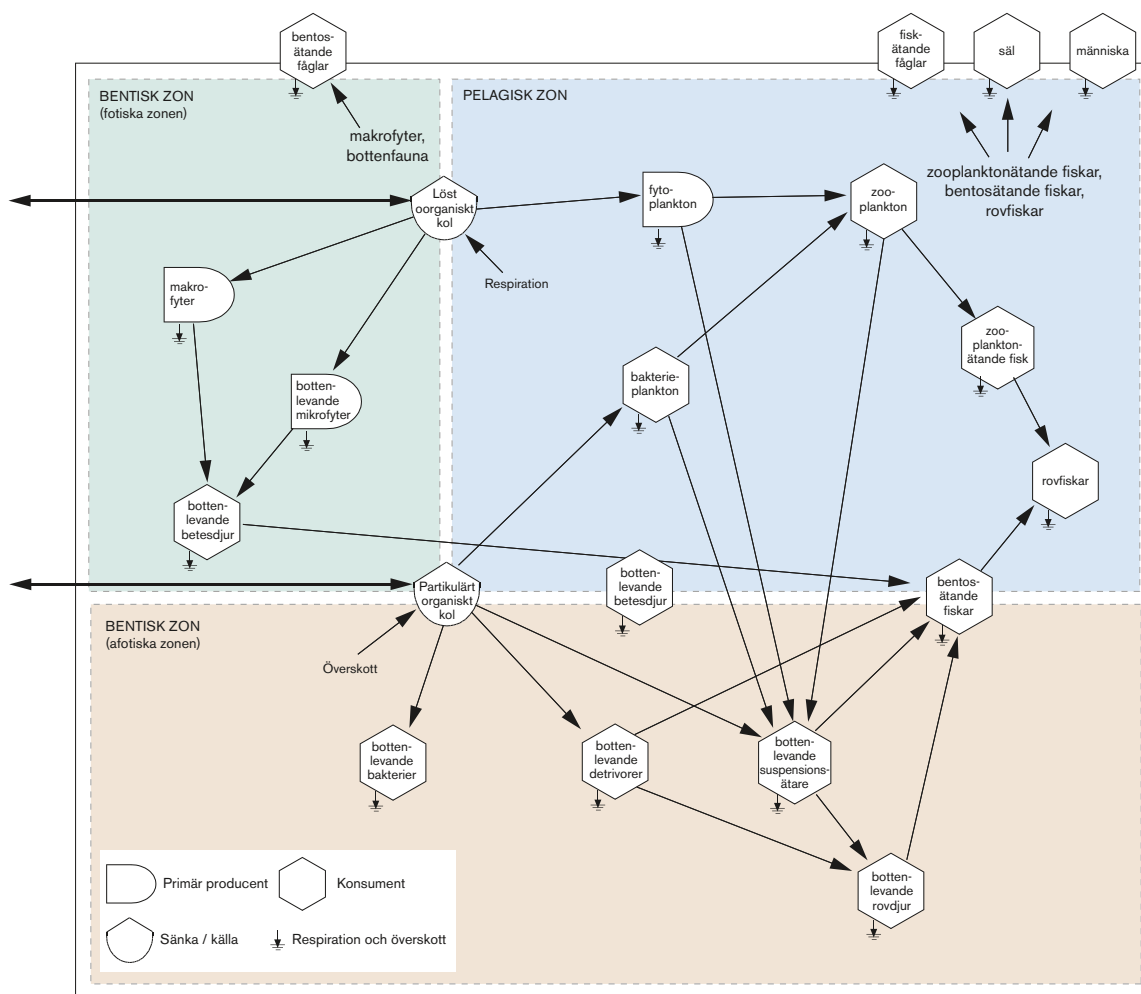 bentos-
ätande
fåglar
fisk-
ätande
fåglar
säl
människa
BENTISK ZON
(fotiska zonen)
PELAGISK ZON
makrofyter,
bottenfauna
zooplanktonätande fiskar,
bentosätande fiskar,
rovfiskar
Löst
oorganiskt
kol
fyto-
plankton
zoo-
plankton
Respiration
makro-
fyter
zoo-
plankton-
ätande fisk
botten-
levande
mikrofyter
bakterie-
plankton
rovfiskar
botten-
levande
betesdjur
Partikulärt
organiskt
kol
botten-
levande
betesdjur
bentos-
ätande
fiskar
BENTISK ZON
(afotiska zonen)
Överskott
botten-
levande
bakterier
botten-
levande
detrivorer
botten-
levande
suspensions-
ätare
botten-
levande
rovdjur
Primär producent
Konsument
Sänka / källa
Respiration och överskott